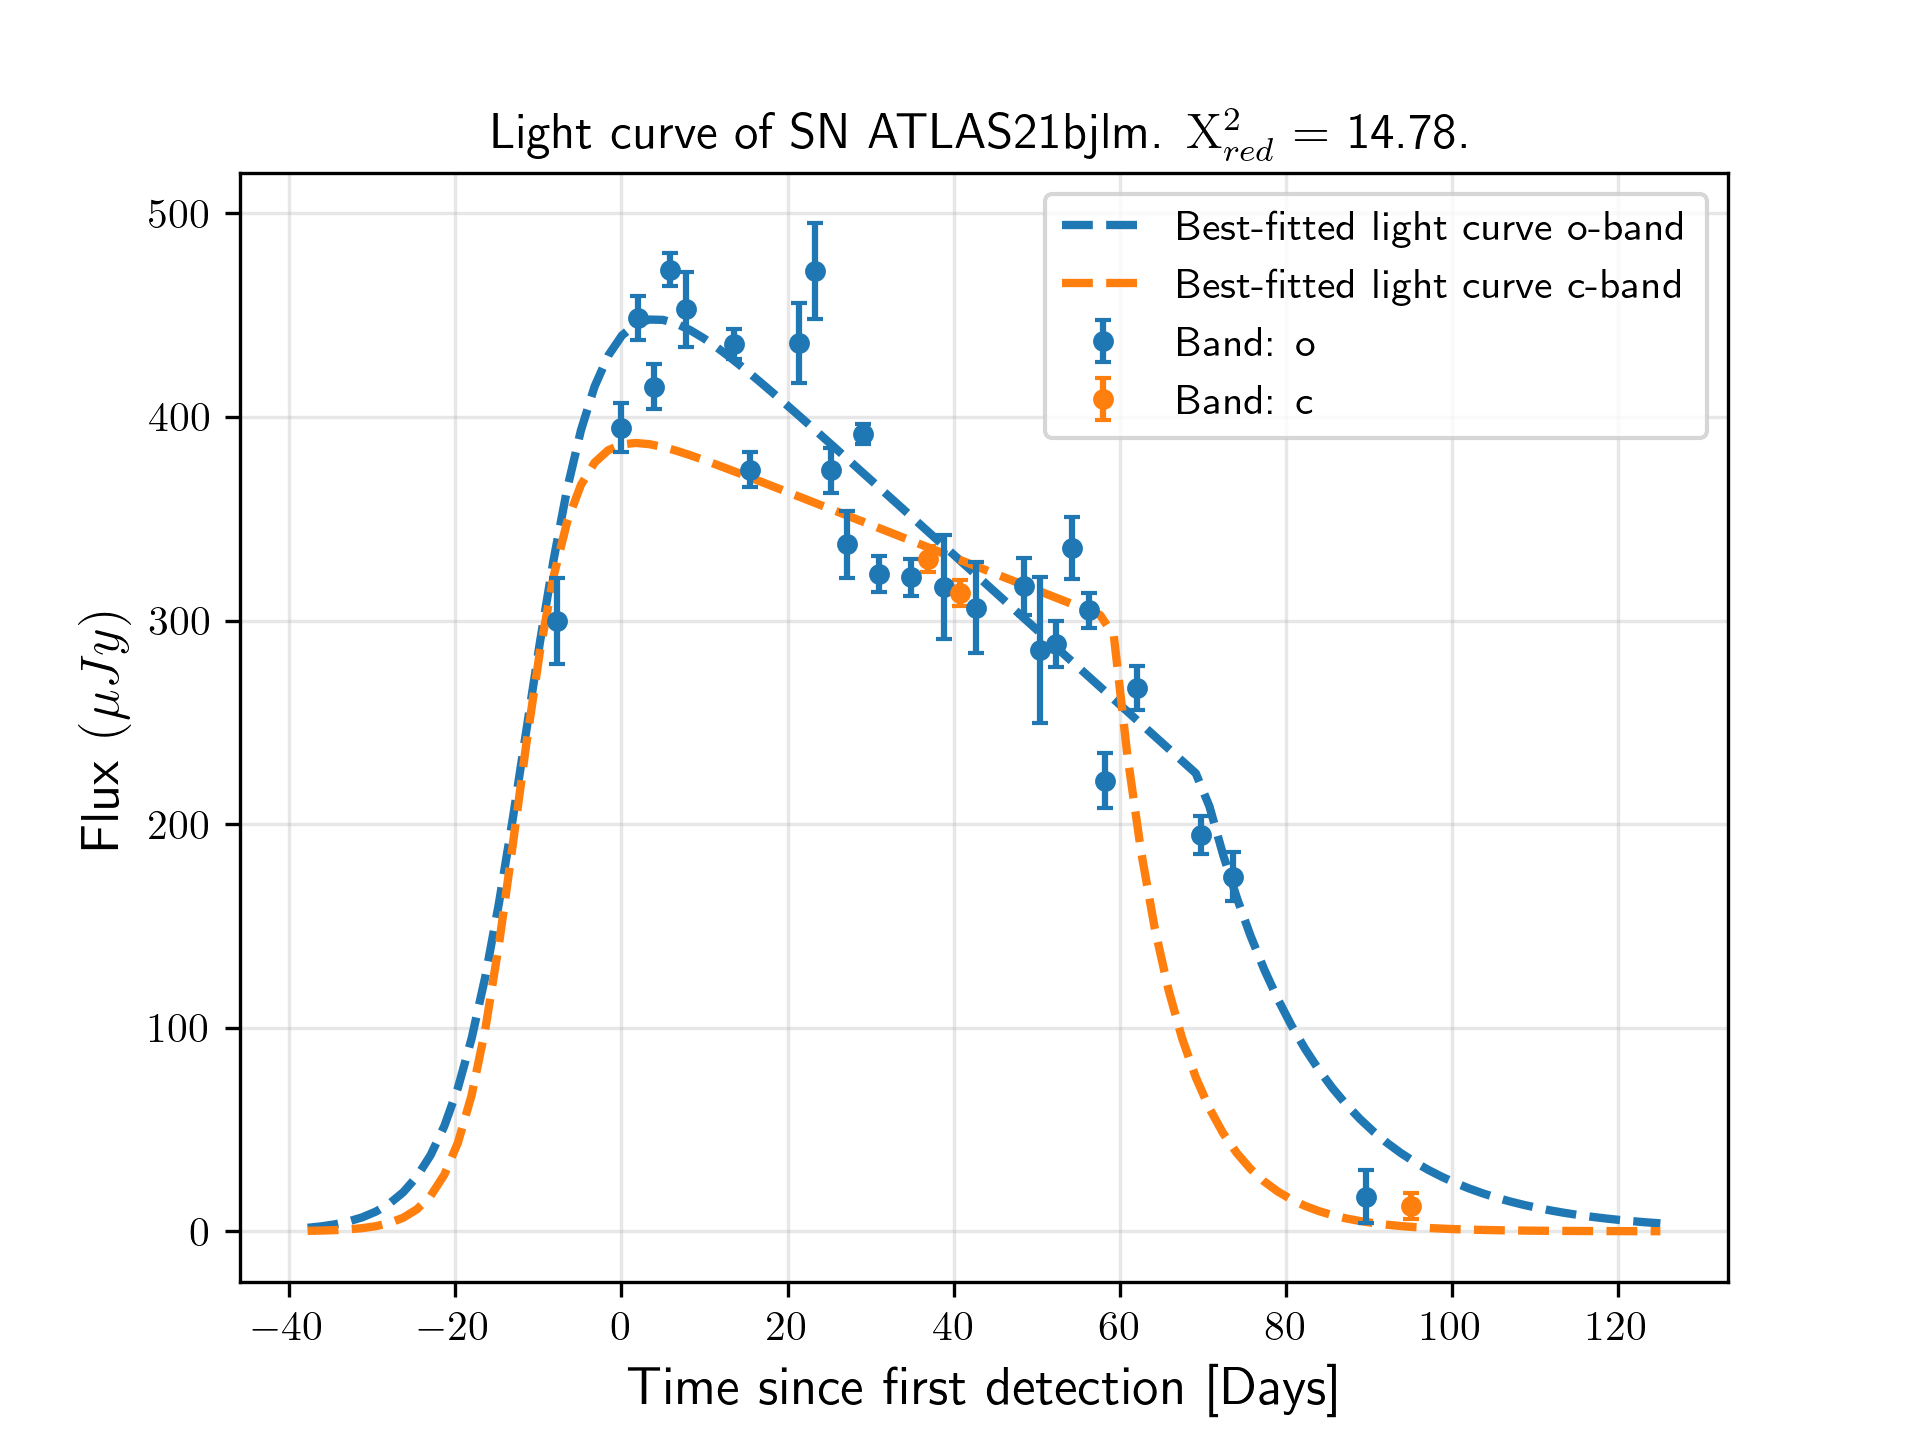 Light curve of SN ATLAS21bjlm. X²_red = 14.78.
Best-fitted light curve o-band
Best-fitted light curve c-band
Band: o
Band: c
500
400
300
200
100
0
Flux (μJy)
−40 −20 0 20 40 60 80 100 120
Time since first detection [Days]